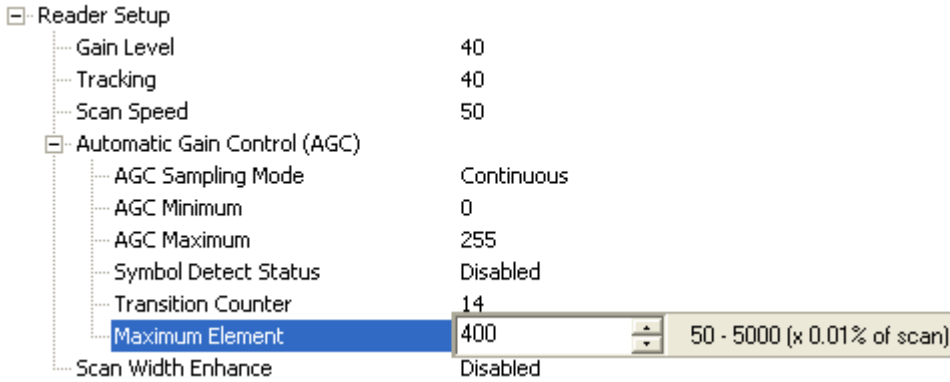 Reader Setup
Gain Level 40
Tracking 40
Scan Speed 50
Automatic Gain Control (AGC)
AGC Sampling Mode Continuous
AGC Minimum 0
AGC Maximum 255
Symbol Detect Status Disabled
Transition Counter 14
Maximum Element 400 50 - 5000 (x 0.01% of scan)
Scan Width Enhance Disabled